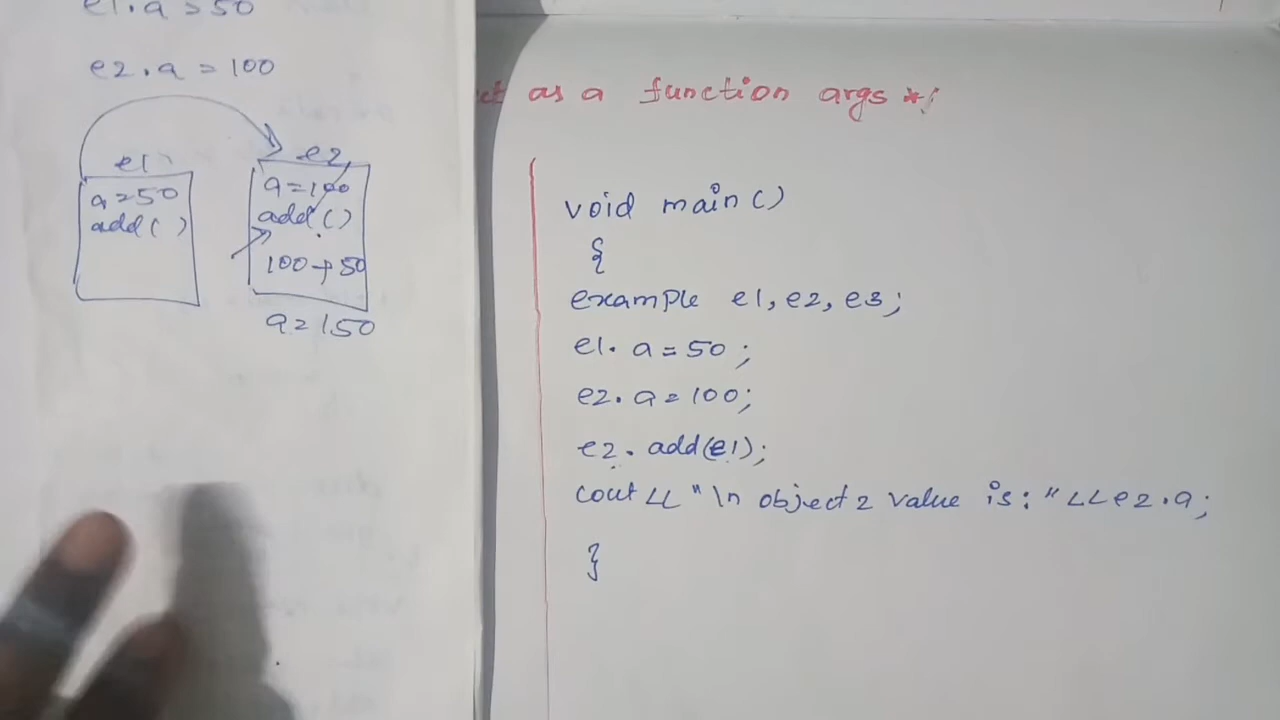 e1.a = 50
e2.a = 100
e1
a = 50
add( )
e2
a = 100
add( )
100 + 50
a = 150
as a function args */
void main()
{
example e1, e2, e3;
e1. a = 50;
e2. a = 100;
e2. add(e1);
cout << "\n object 2 value is: " << e2.a;
}